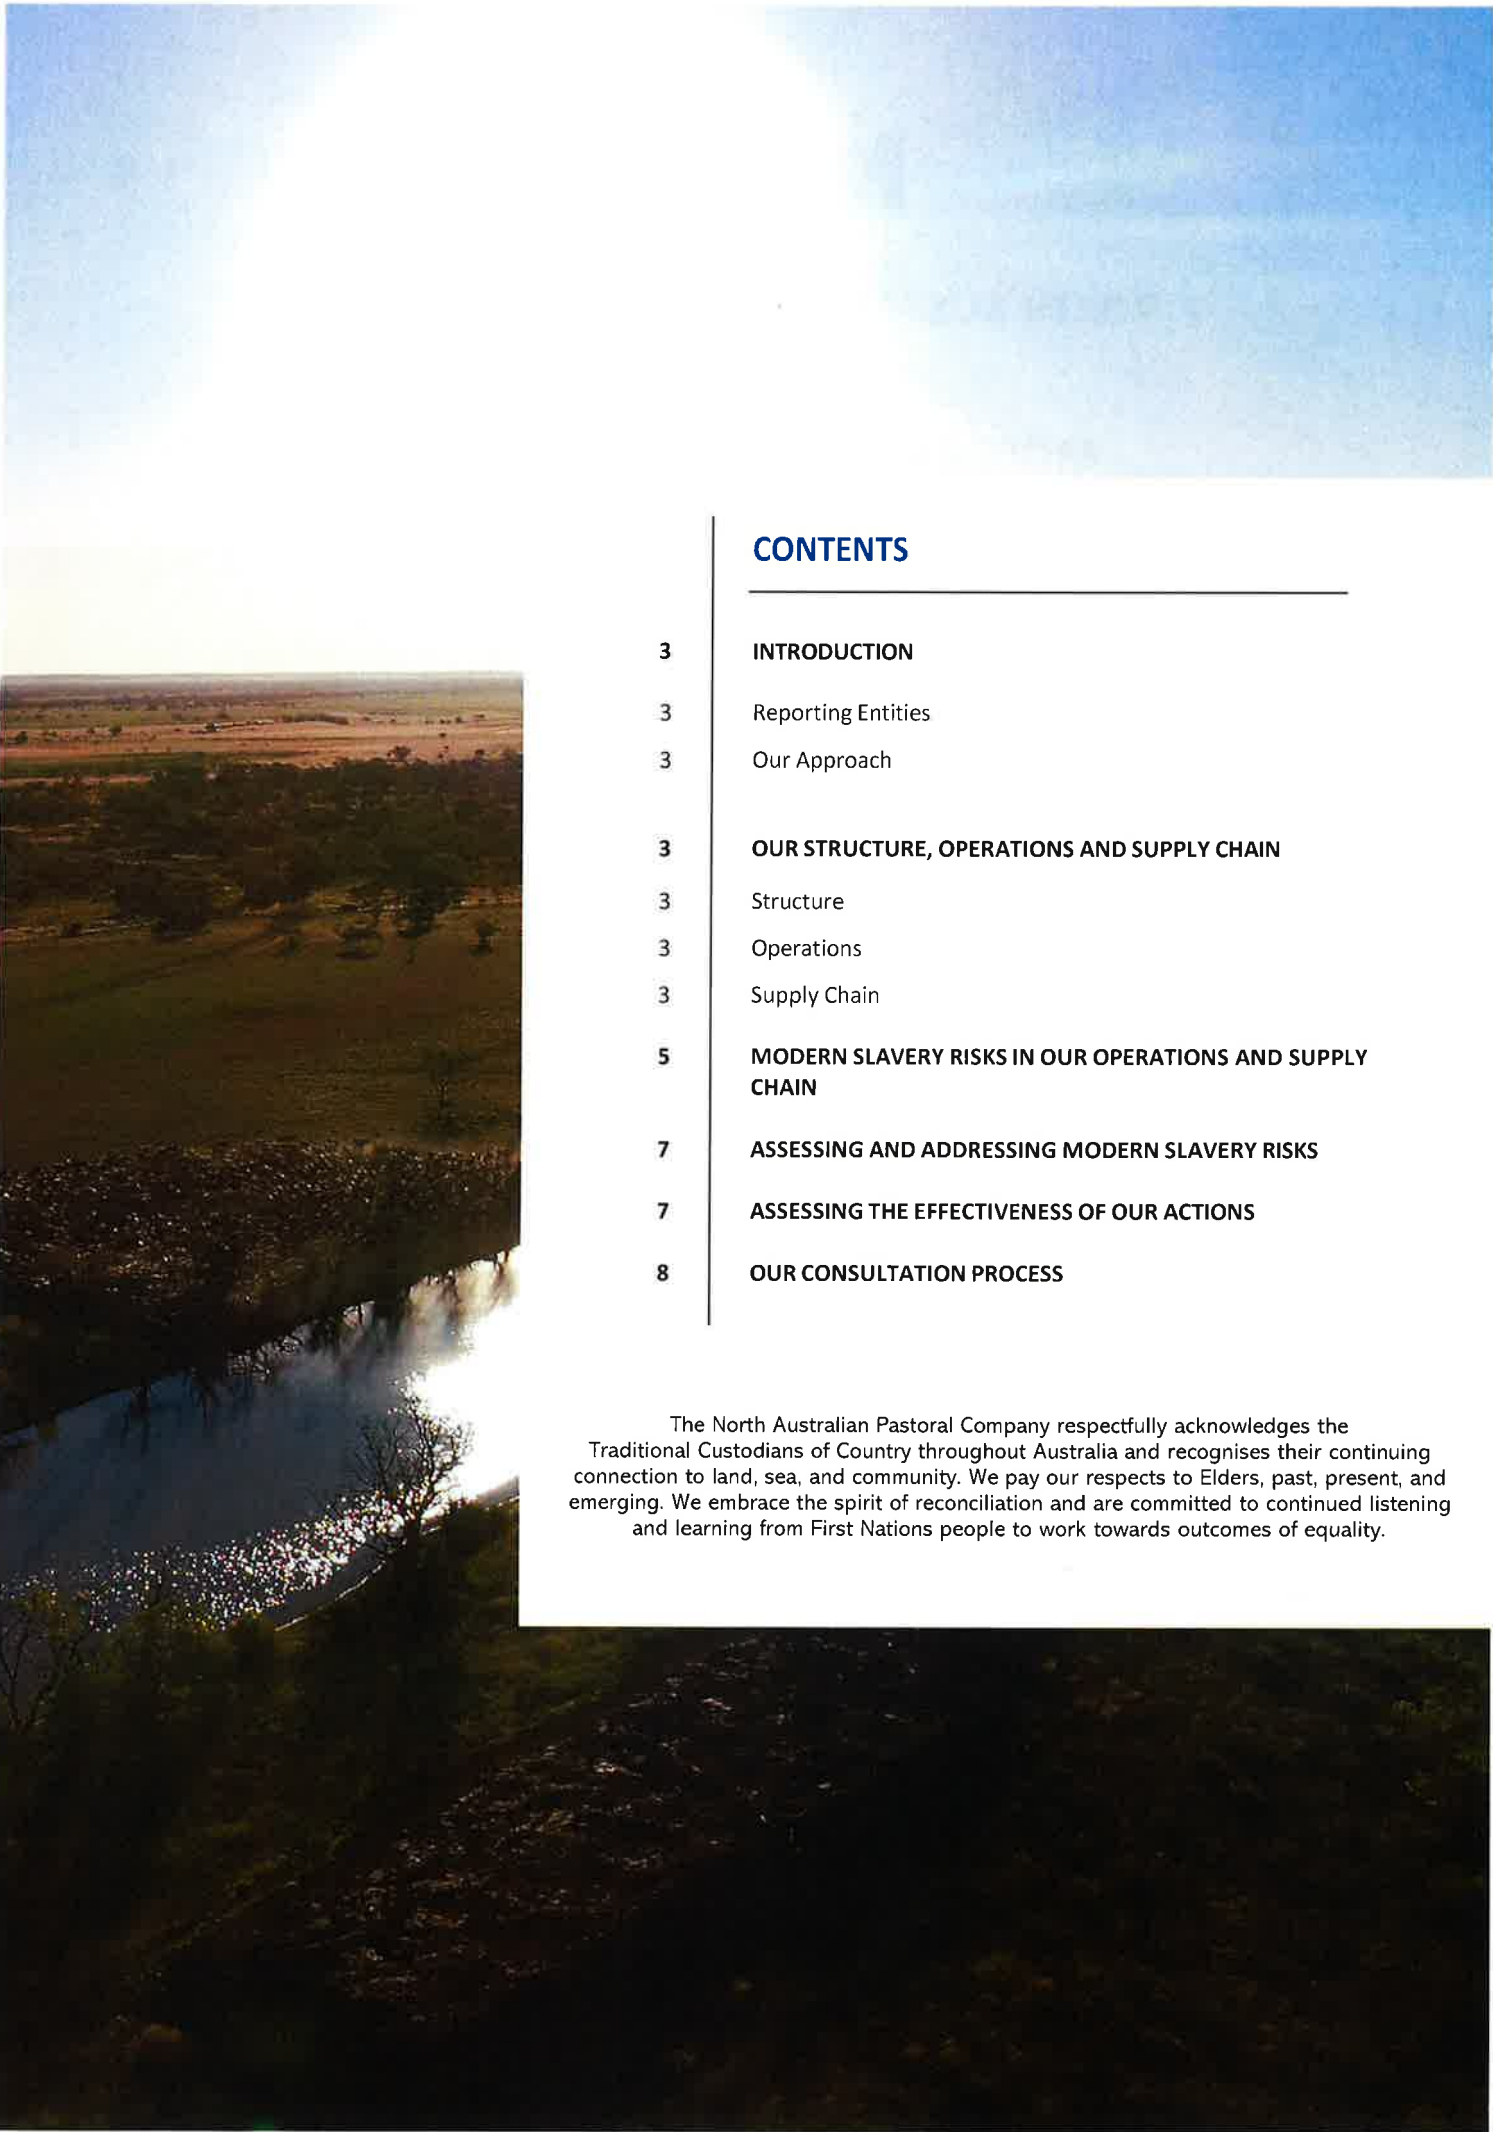 CONTENTS
3 INTRODUCTION
3 Reporting Entities
3 Our Approach
3 OUR STRUCTURE, OPERATIONS AND SUPPLY CHAIN
3 Structure
3 Operations
3 Supply Chain
5 MODERN SLAVERY RISKS IN OUR OPERATIONS AND SUPPLY
CHAIN
7 ASSESSING AND ADDRESSING MODERN SLAVERY RISKS
7 ASSESSING THE EFFECTIVENESS OF OUR ACTIONS
8 OUR CONSULTATION PROCESS
The North Australian Pastoral Company respectfully acknowledges the
Traditional Custodians of Country throughout Australia and recognises their continuing
connection to land, sea, and community. We pay our respects to Elders, past, present, and
emerging. We embrace the spirit of reconciliation and are committed to continued listening
and learning from First Nations people to work towards outcomes of equality.